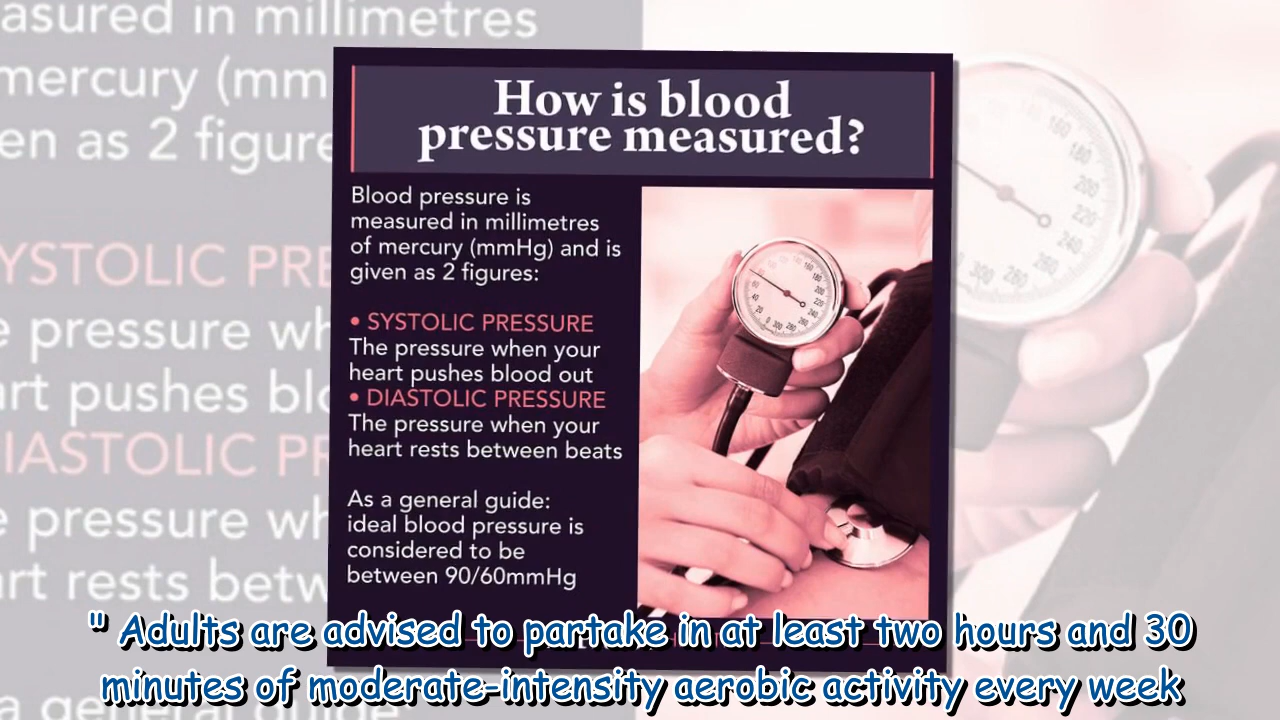 How is blood
pressure measured?
Blood pressure is
measured in millimetres
of mercury (mmHg) and is
given as 2 figures:
• SYSTOLIC PRESSURE
The pressure when your
heart pushes blood out
• DIASTOLIC PRESSURE
The pressure when your
heart rests between beats
As a general guide:
ideal blood pressure is
considered to be
between 90/60mmHg
" Adults are advised to partake in at least two hours and 30
minutes of moderate-intensity aerobic activity every week